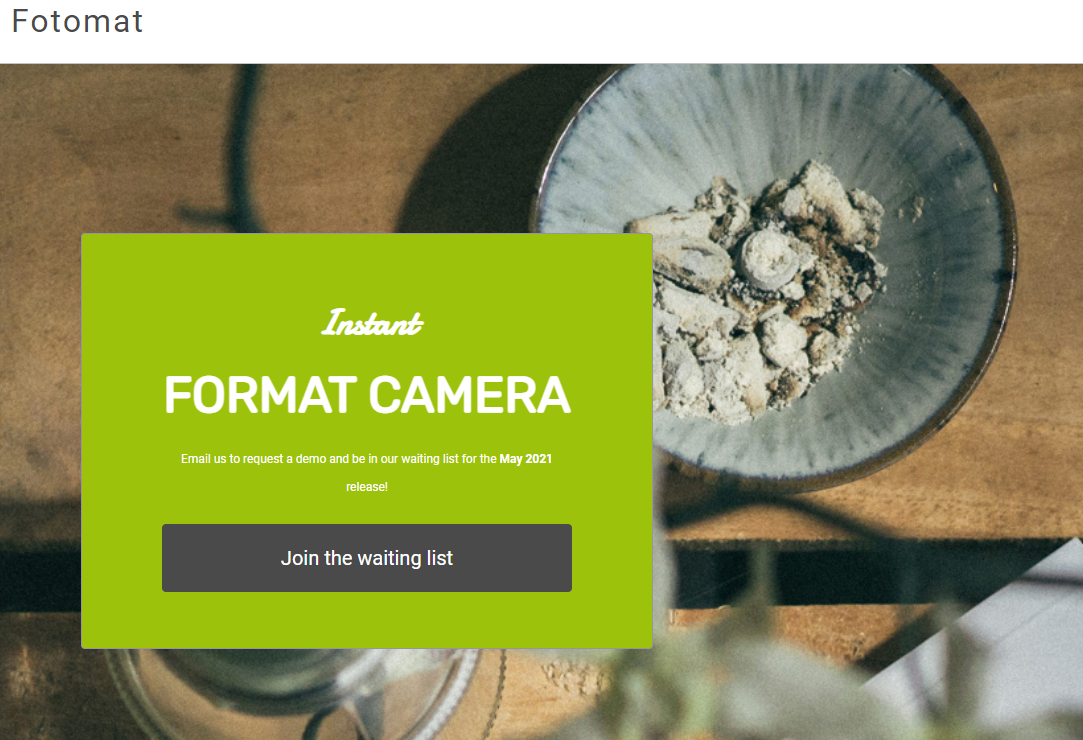 Fotomat
Instant
FORMAT CAMERA
Email us to request a demo and be in our waiting list for the May 2021
release!
Join the waiting list